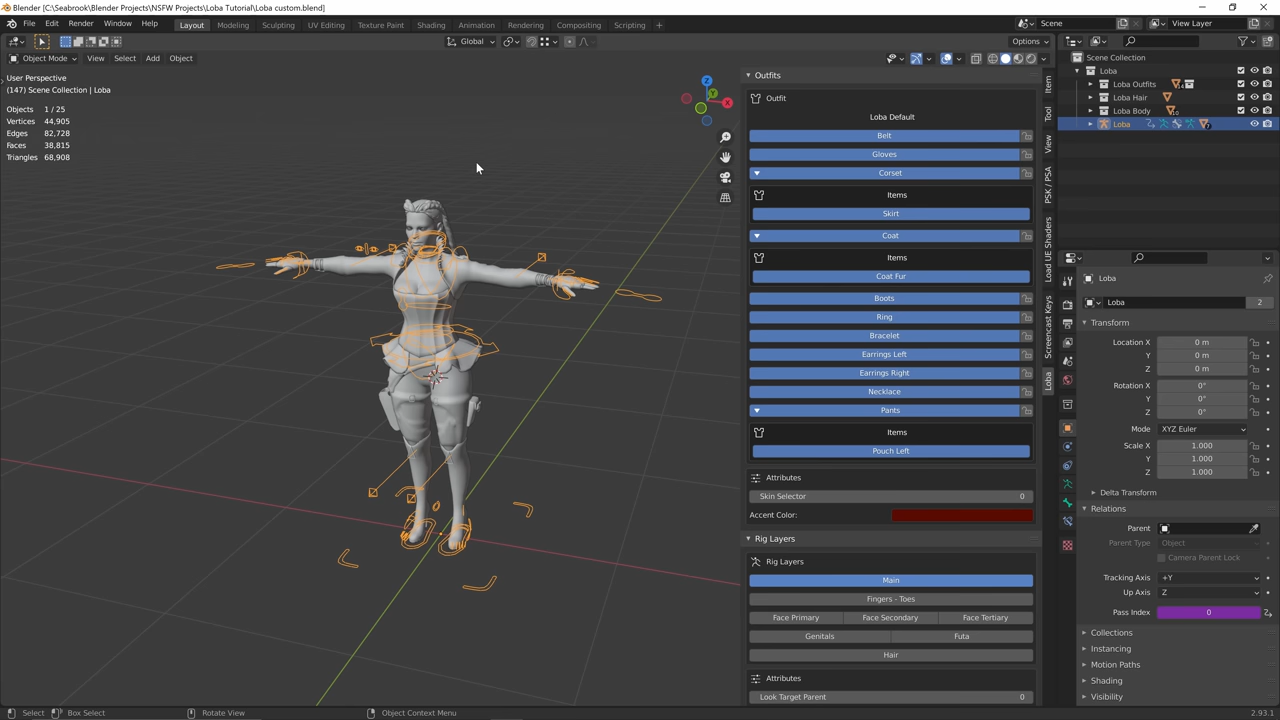 Blender [C:\Seabrook\Blender Projects\NSFW Projects\Loba Tutorial\Loba custom.blend]
File Edit Render Window Help Layout Modeling Sculpting UV Editing Texture Paint Shading Animation Rendering Compositing Scripting Scene View Layer
Global Options
Object Mode View Select Add Object
User Perspective
(147) Scene Collection | Loba
Objects 1 / 25
Vertices 44,905
Edges 82,728
Faces 38,815
Triangles 68,908
Z
Y
X
Outfits
Outfit
Loba Default
Belt
Gloves
Corset
Items
Skirt
Coat
Items
Coat Fur
Boots
Ring
Bracelet
Earrings Left
Earrings Right
Necklace
Pants
Items
Pouch Left
Attributes
Skin Selector 0
Accent Color:
Rig Layers
Rig Layers
Main
Fingers - Toes
Face Primary Face Secondary Face Tertiary
Genitals Futa
Hair
Attributes
Look Target Parent 0
Item
Tool
View
PSK / PSA
Load UE Shaders
Screencast Keys
Loba
Scene Collection
Loba
Loba Outfits
Loba Hair
Loba Body
Loba
Loba
Loba 2
Transform
Location X 0 m
Y 0 m
Z 0 m
Rotation X 0°
Y 0°
Z 0°
Mode XYZ Euler
Scale X 1.000
Y 1.000
Z 1.000
Delta Transform
Relations
Parent
Parent Type Object
Camera Parent Lock
Tracking Axis +Y
Up Axis Z
Pass Index 0
Collections
Instancing
Motion Paths
Shading
Visibility
Select Box Select Rotate View Object Context Menu 2.93.1